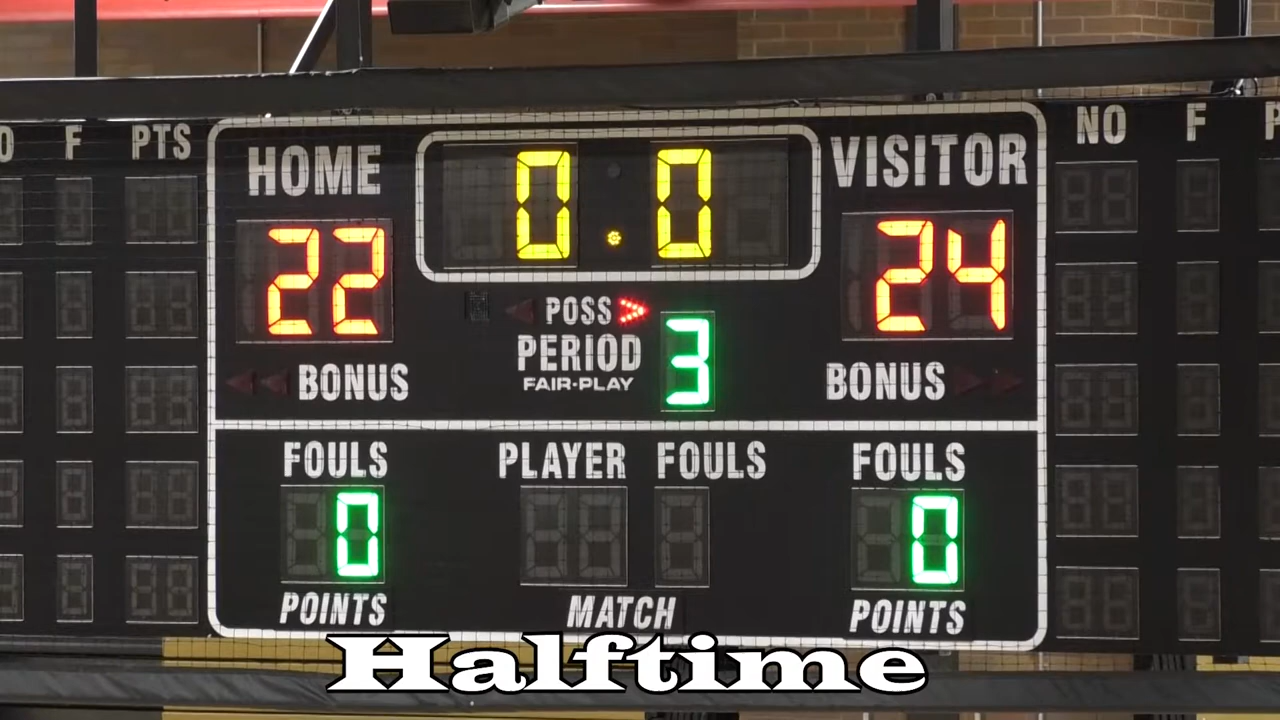 NO F PTS
HOME 0.0 VISITOR
22 24
POSS
PERIOD 3
FAIR-PLAY
BONUS BONUS
FOULS PLAYER FOULS FOULS
0 0
POINTS MATCH POINTS
NO F P
Halftime